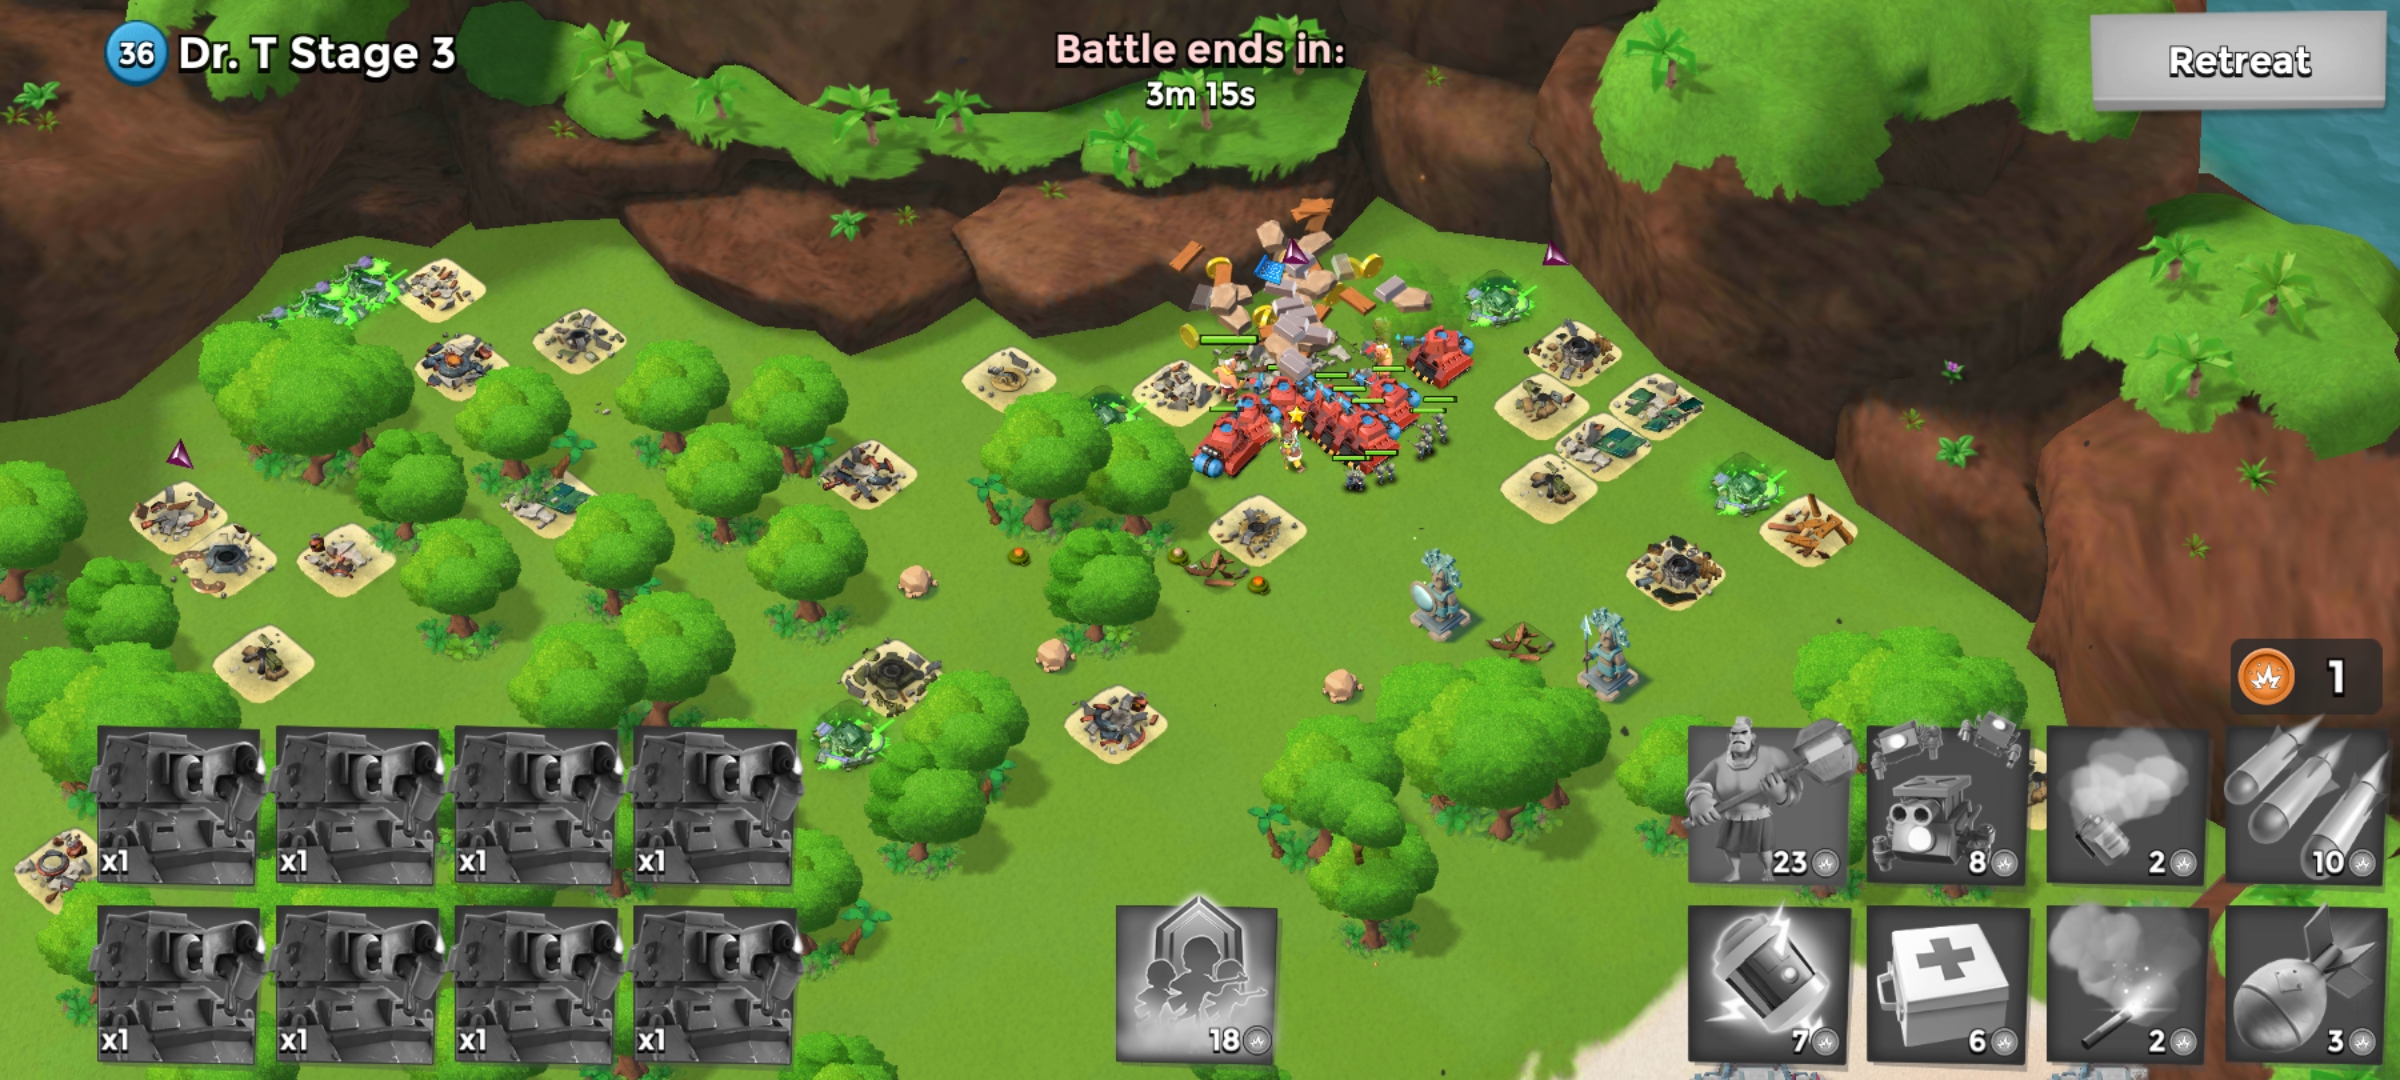 36 Dr. T Stage 3
Battle ends in:
3m 15s
Retreat
1
x1 x1 x1 x1
23 8 2 10
x1 x1 x1 x1
18
7 6 2 3